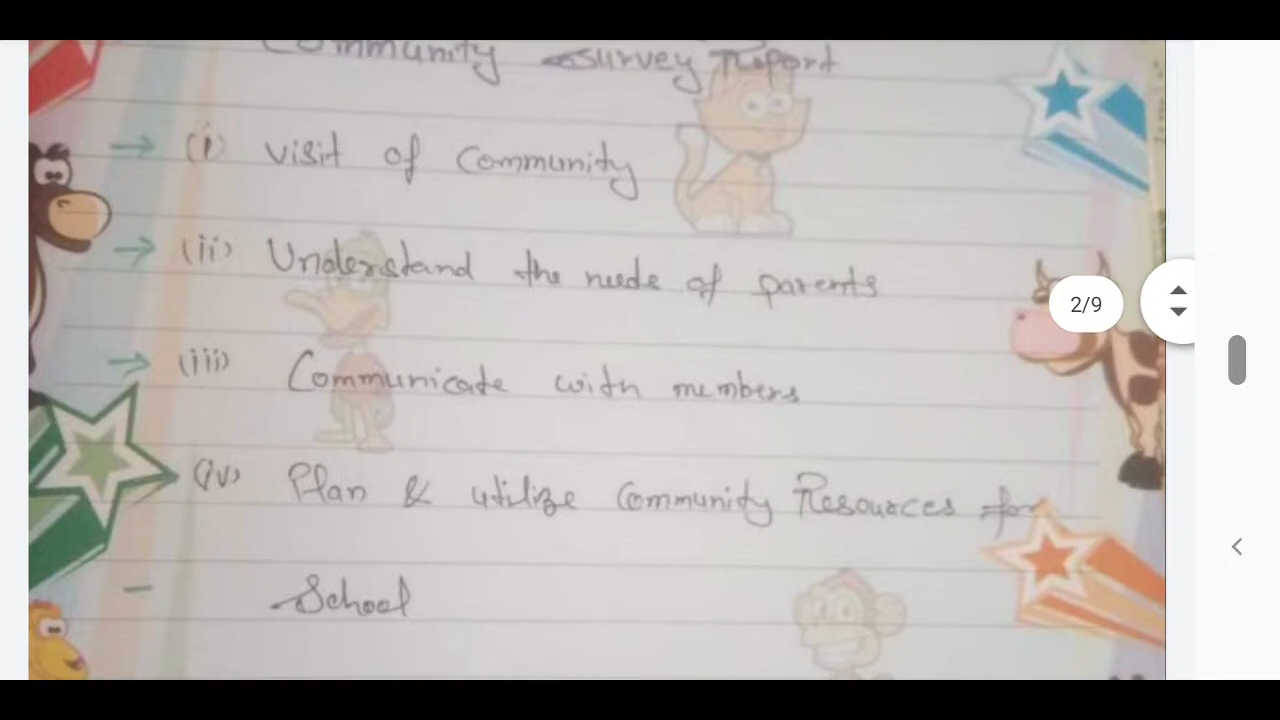 Community Survey Report
→ (i) Visit of Community
→ (ii) Understand the needs of parents
2/9
→ (iii) Communicate with members
(iv) Plan & utilize Community Resources for
– School